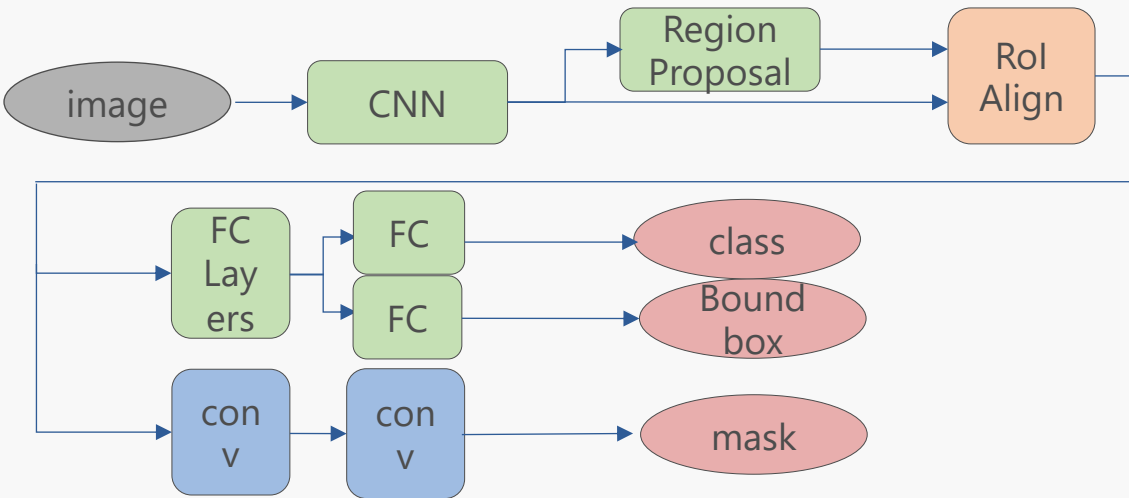 image
CNN
Region
Proposal
RoI
Align
FC
Lay
ers
FC
FC
class
Bound
box
con
v
con
v
mask